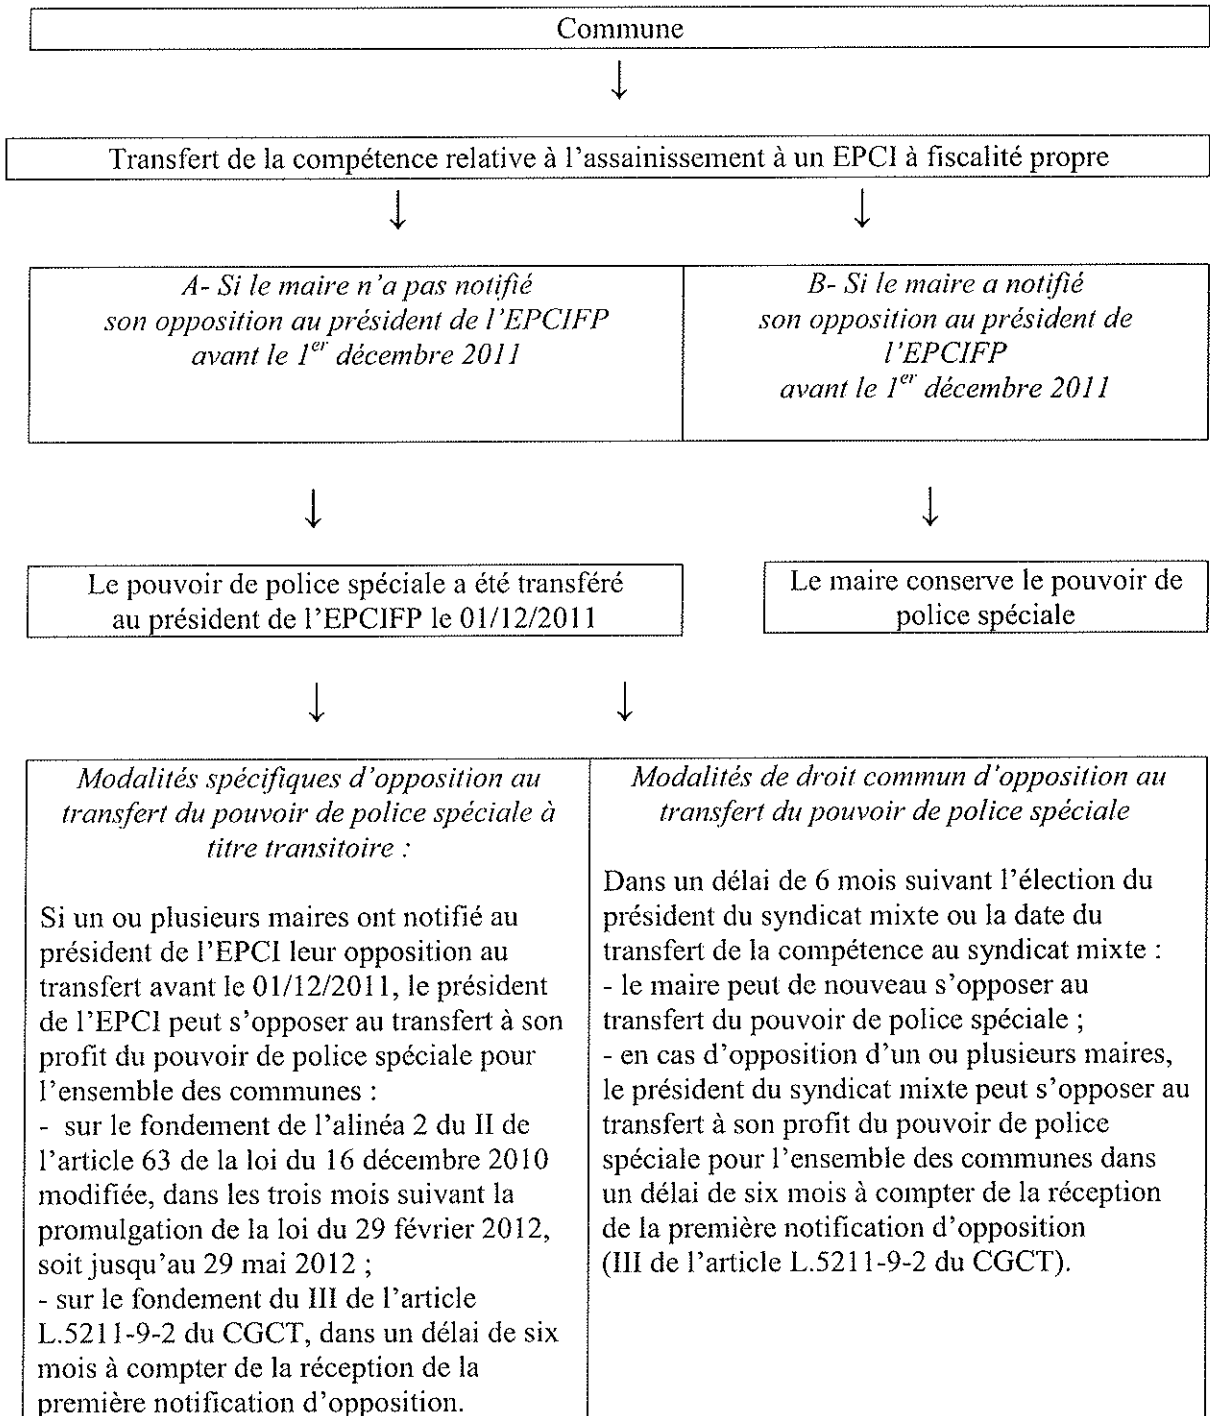 Commune
↓
Transfert de la compétence relative à l'assainissement à un EPCI à fiscalité propre
↓ ↓
A- Si le maire n'a pas notifié
son opposition au président de l'EPCIFP
avant le 1er décembre 2011
B- Si le maire a notifié
son opposition au président de
l'EPCIFP
avant le 1er décembre 2011
↓ ↓
Le pouvoir de police spéciale a été transféré
au président de l'EPCIFP le 01/12/2011
Le maire conserve le pouvoir de
police spéciale
↓ ↓
Modalités spécifiques d'opposition au
transfert du pouvoir de police spéciale à
titre transitoire :
Si un ou plusieurs maires ont notifié au
président de l'EPCI leur opposition au
transfert avant le 01/12/2011, le président
de l'EPCI peut s'opposer au transfert à son
profit du pouvoir de police spéciale pour
l'ensemble des communes :
- sur le fondement de l'alinéa 2 du II de
l'article 63 de la loi du 16 décembre 2010
modifiée, dans les trois mois suivant la
promulgation de la loi du 29 février 2012,
soit jusqu'au 29 mai 2012 ;
- sur le fondement du III de l'article
L.5211-9-2 du CGCT, dans un délai de six
mois à compter de la réception de la
première notification d'opposition.
Modalités de droit commun d'opposition au
transfert du pouvoir de police spéciale
Dans un délai de 6 mois suivant l'élection du
président du syndicat mixte ou la date du
transfert de la compétence au syndicat mixte :
- le maire peut de nouveau s'opposer au
transfert du pouvoir de police spéciale ;
- en cas d'opposition d'un ou plusieurs maires,
le président du syndicat mixte peut s'opposer au
transfert à son profit du pouvoir de police
spéciale pour l'ensemble des communes dans
un délai de six mois à compter de la réception
de la première notification d'opposition
(III de l'article L.5211-9-2 du CGCT).